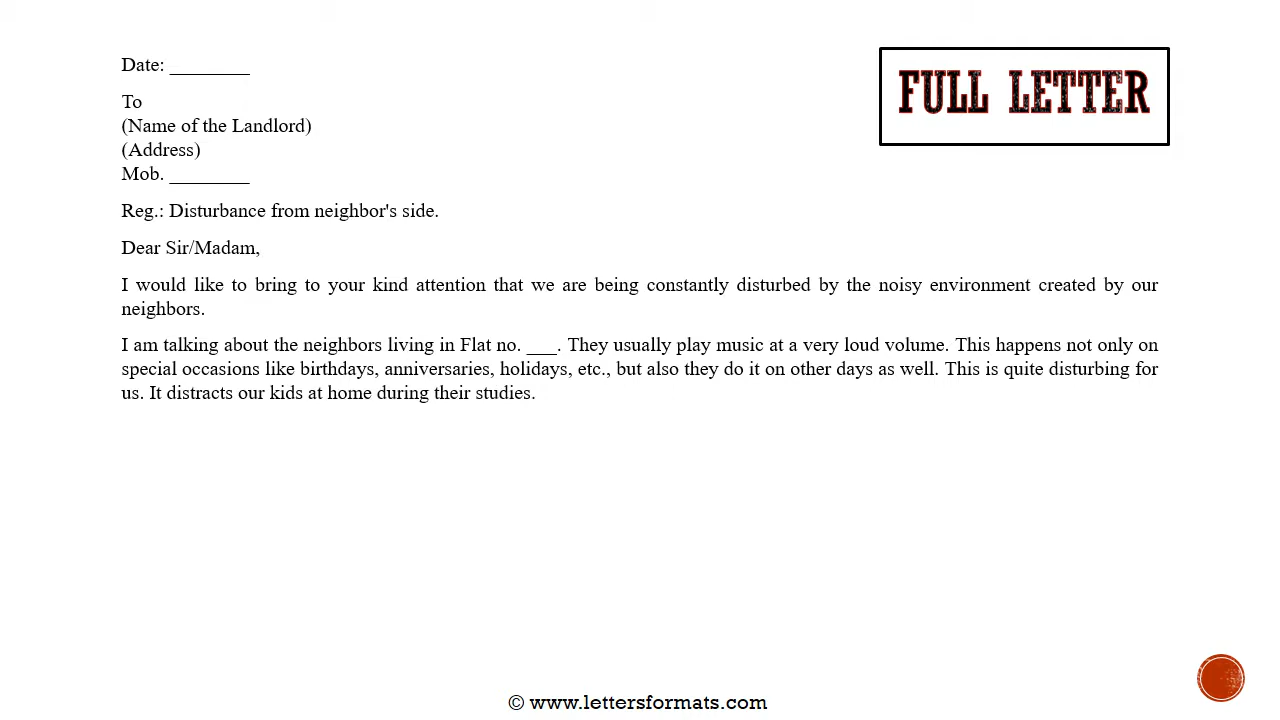 Date: ________
FULL LETTER
To
(Name of the Landlord)
(Address)
Mob. ________
Reg.: Disturbance from neighbor's side.
Dear Sir/Madam,
I would like to bring to your kind attention that we are being constantly disturbed by the noisy environment created by our
neighbors.
I am talking about the neighbors living in Flat no. ___. They usually play music at a very loud volume. This happens not only on
special occasions like birthdays, anniversaries, holidays, etc., but also they do it on other days as well. This is quite disturbing for
us. It distracts our kids at home during their studies.
© www.lettersformats.com